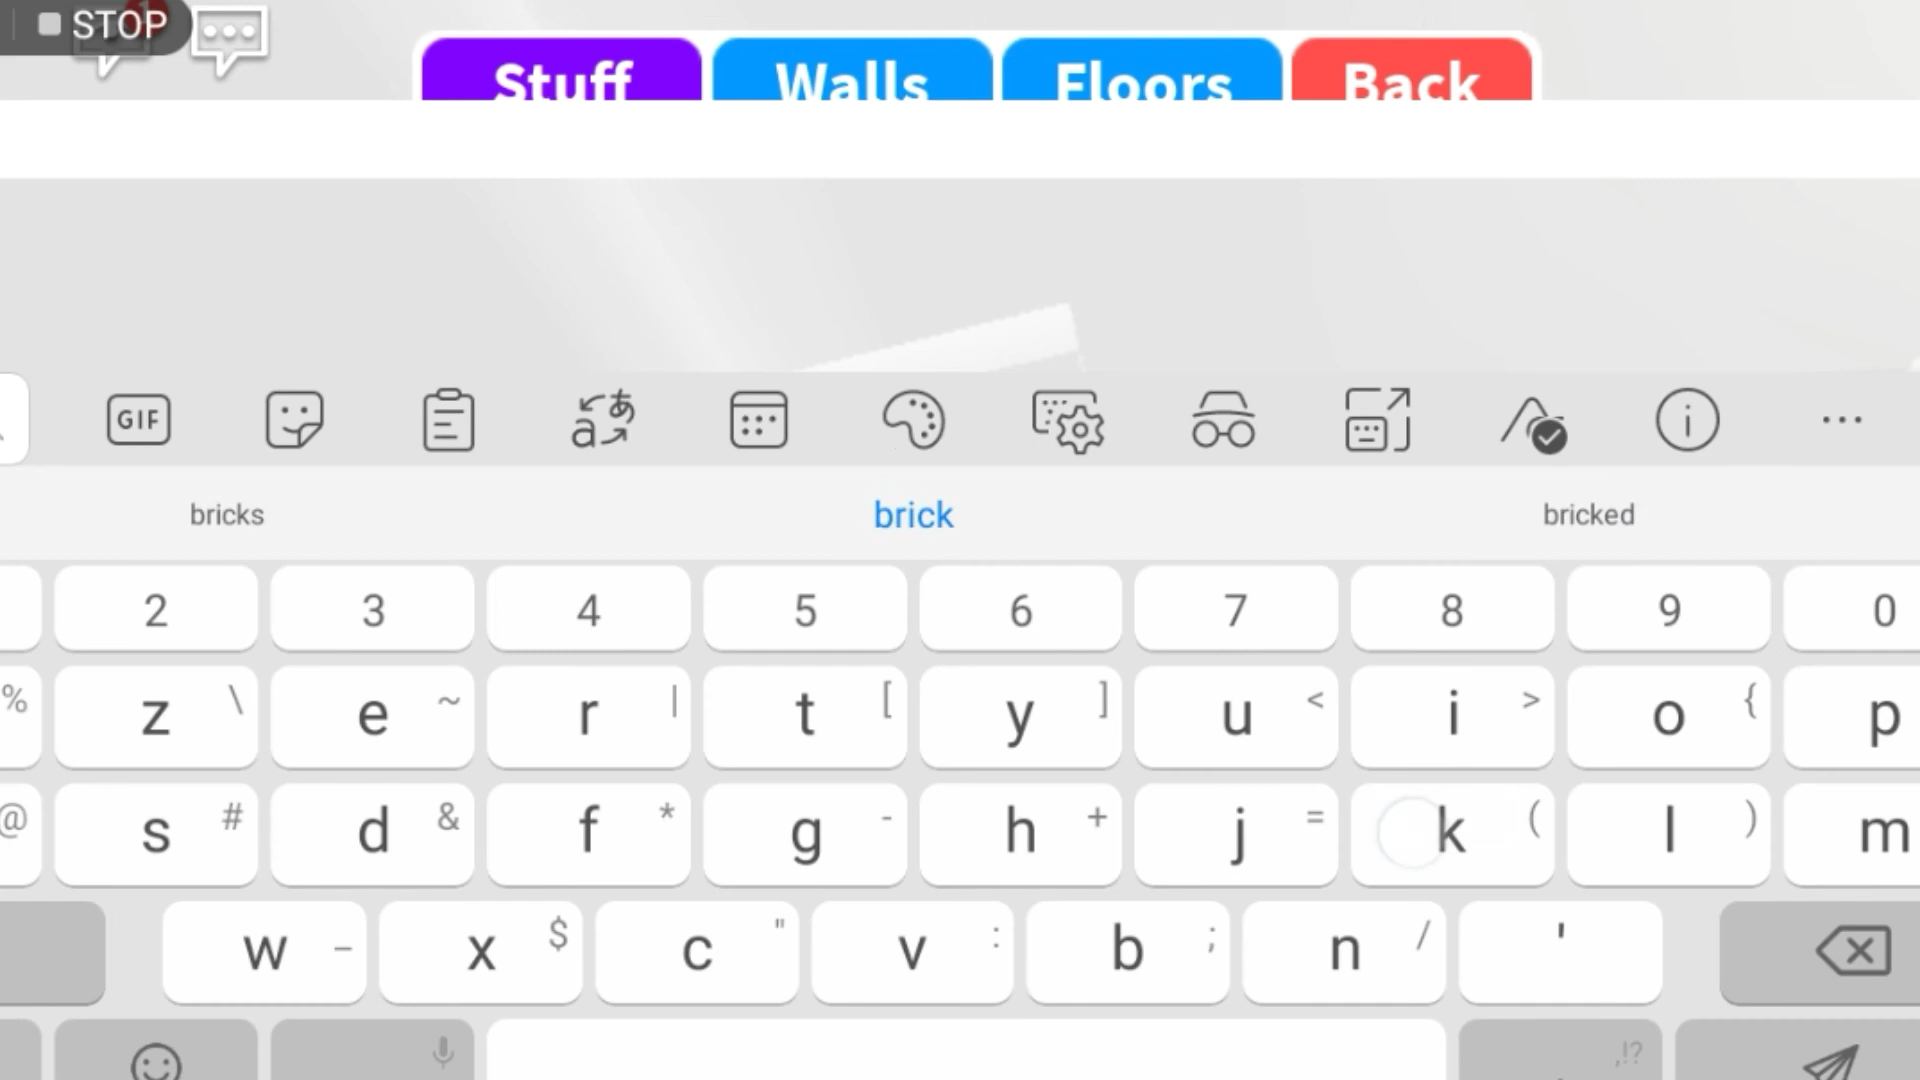 STOP
Stuff Walls Floors Back
GIF
bricks brick bricked
2 3 4 5 6 7 8 9 0
% z \ e ~ r | t [ y ] u < i > o { p
@ s # d & f * g - h + j = k ( l ) m
w _ x $ c " v : b ; n / '
,!?